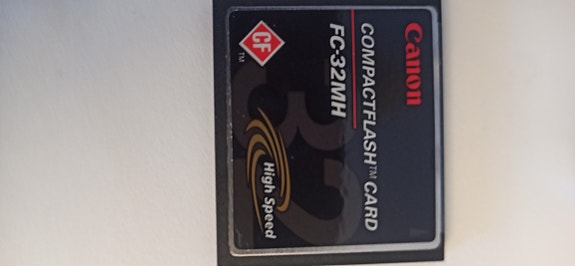 Canon
COMPACTFLASH™ CARD
FC-32MH
32
High Speed
CF
TM